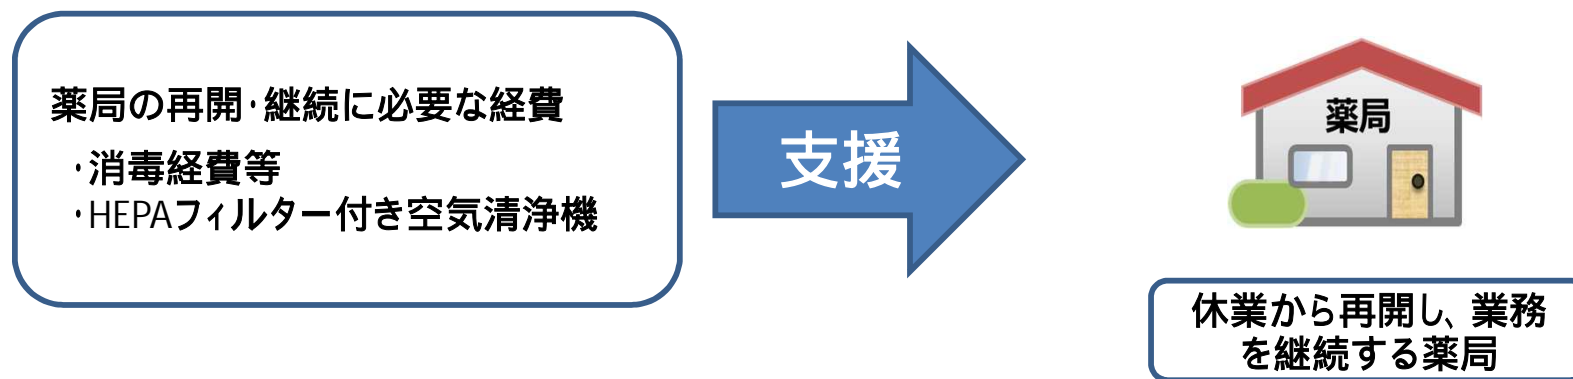 薬局の再開・継続に必要な経費
・消毒経費等
・HEPAフィルター付き空気清浄機
支援
薬局
休業から再開し、業務
を継続する薬局